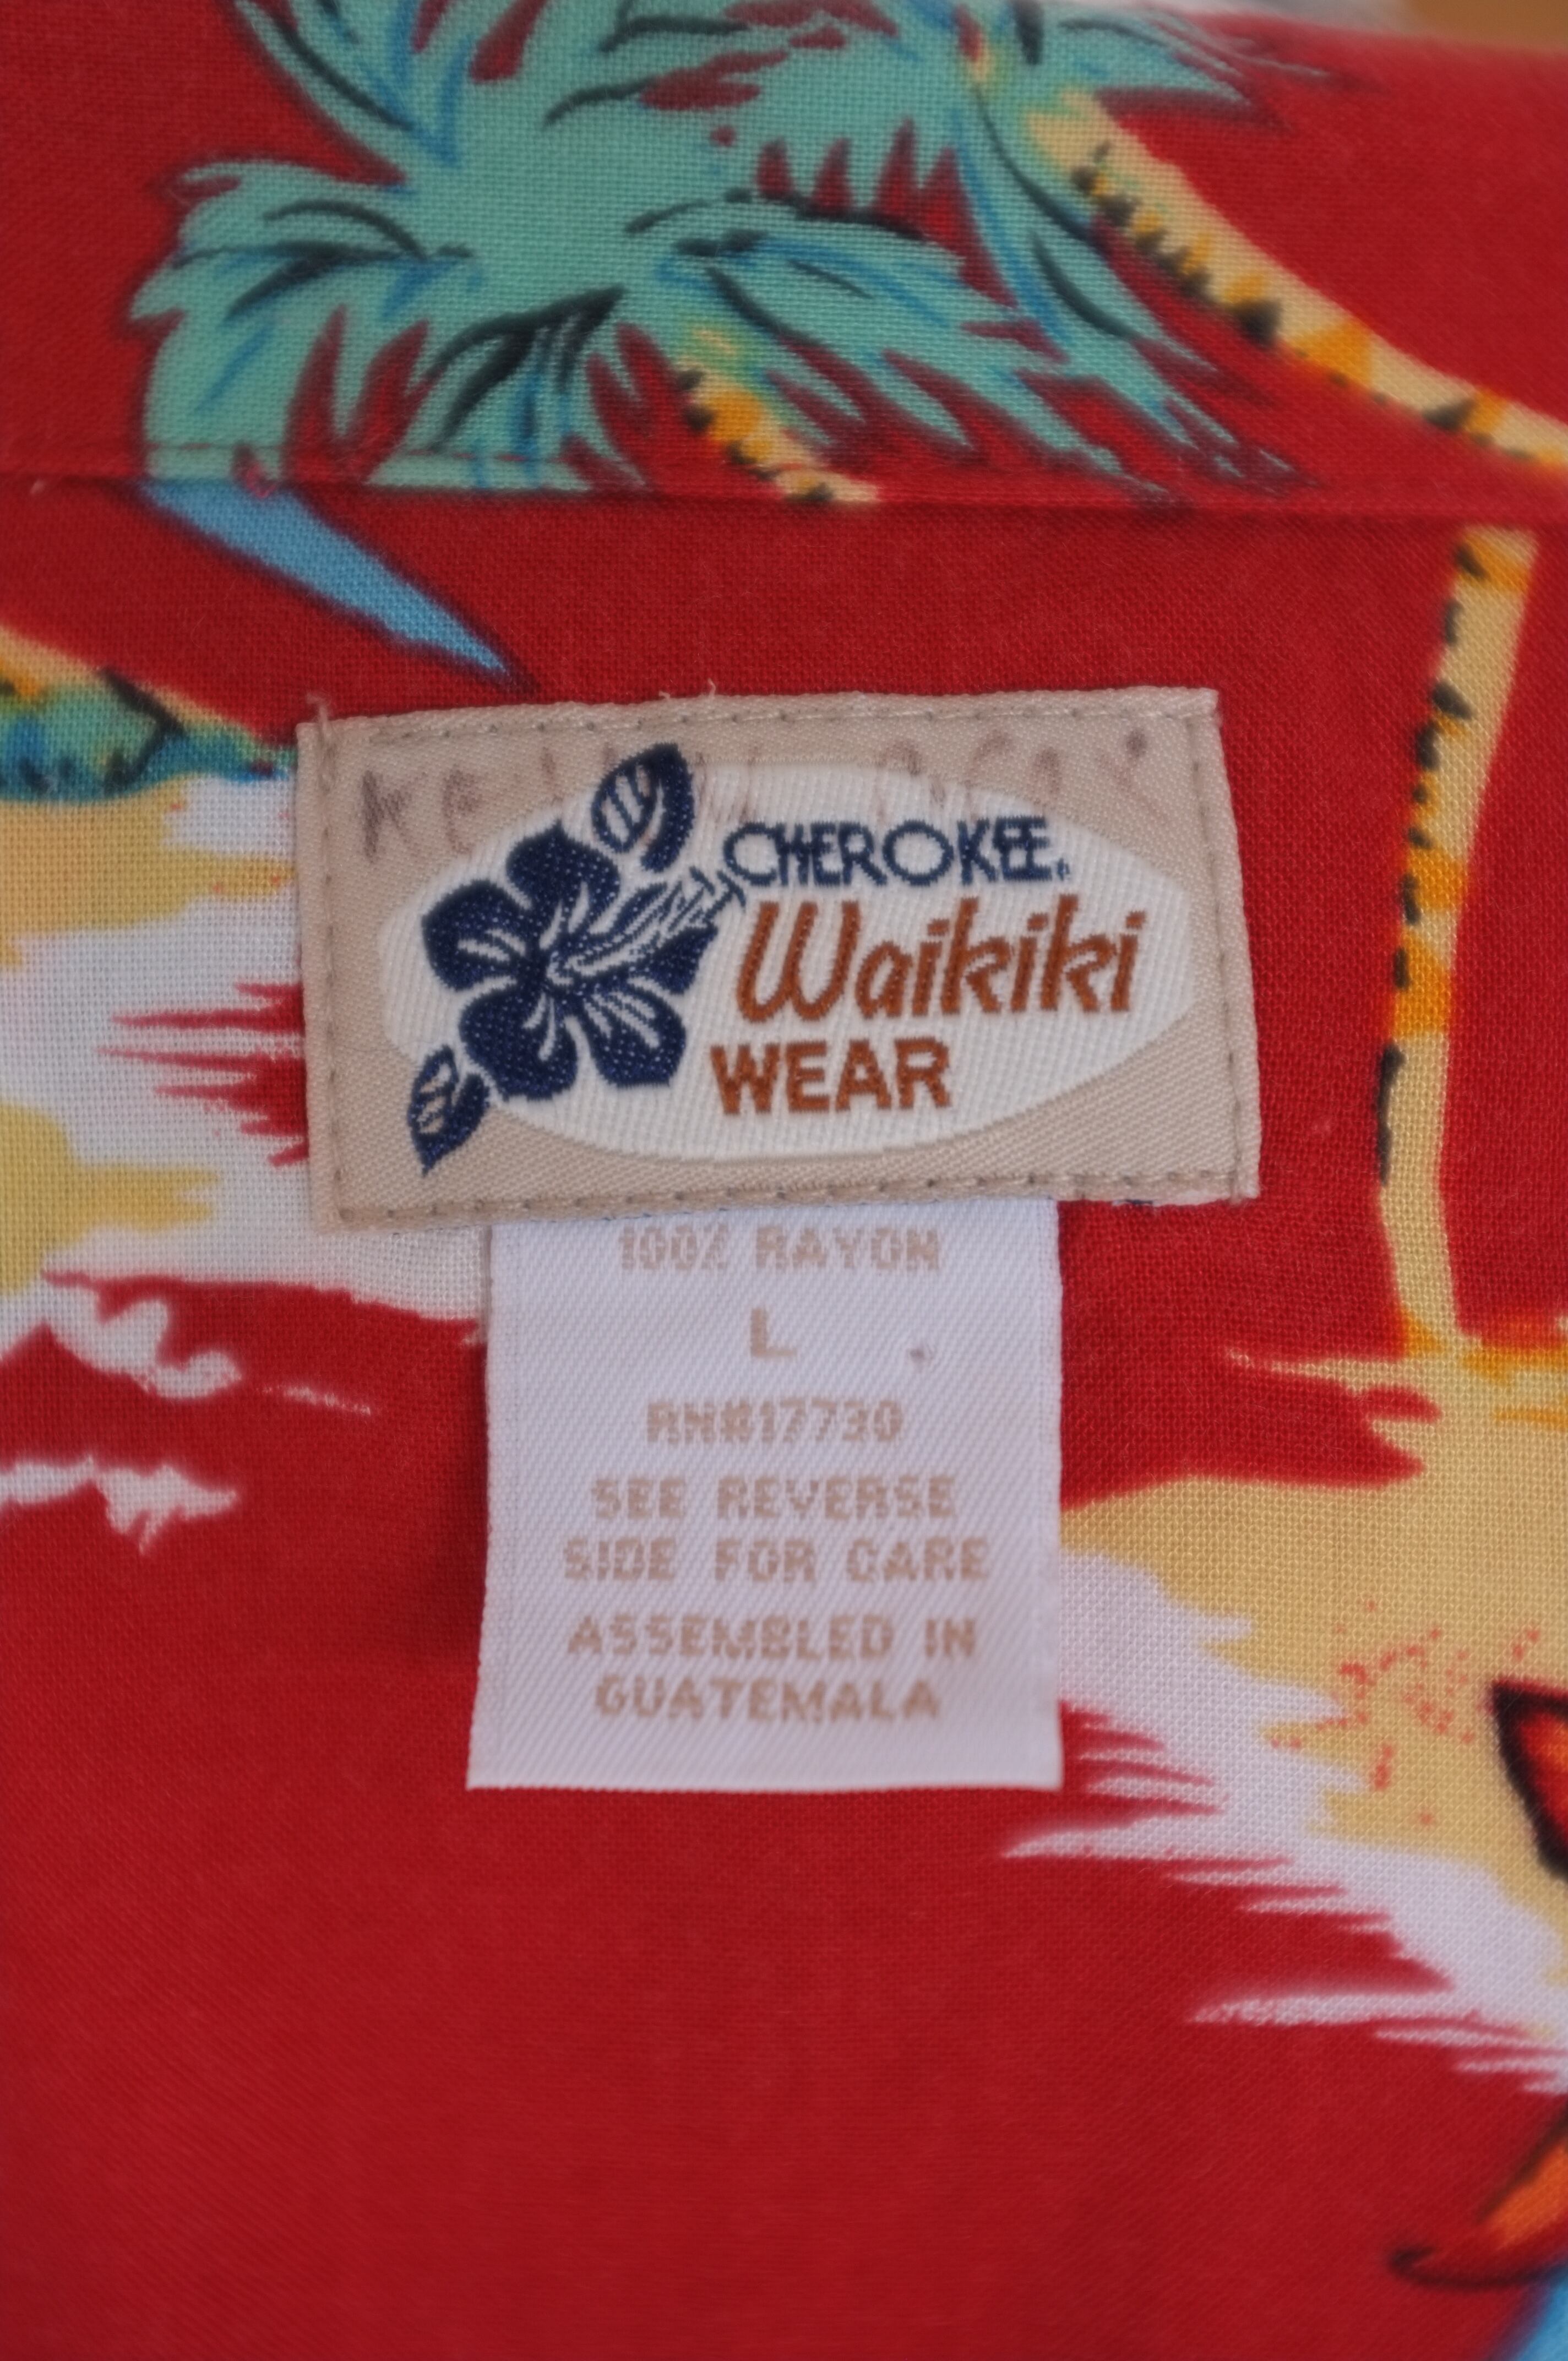 CHEROKEE.
Waikiki
WEAR
100% RAYON
L
RN#17730
SEE REVERSE
SIDE FOR CARE
ASSEMBLED IN
GUATEMALA